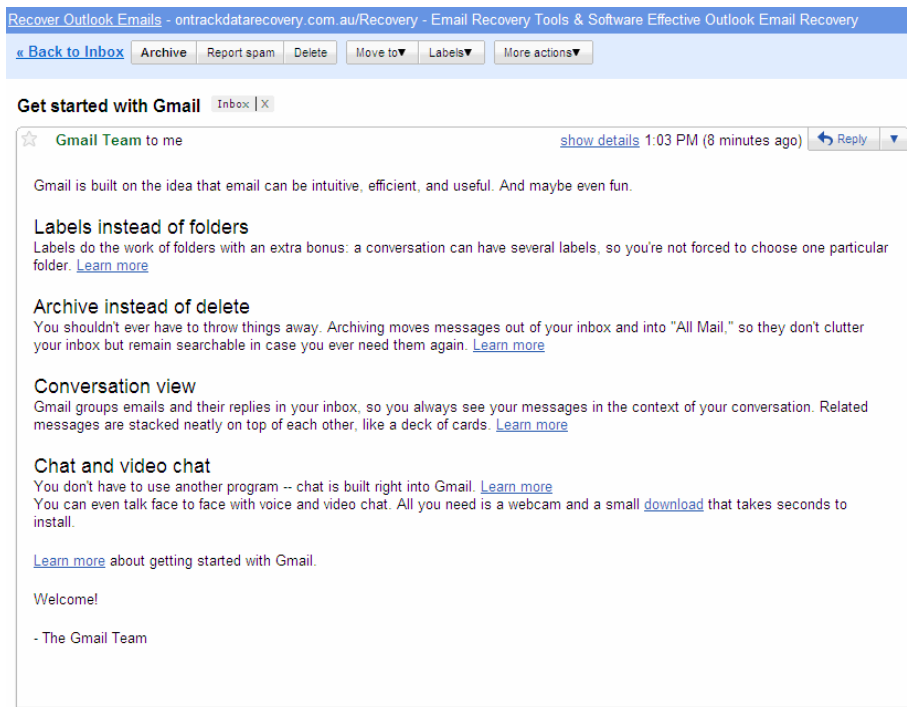 Recover Outlook Emails - ontrackdatarecovery.com.au/Recovery - Email Recovery Tools & Software Effective Outlook Email Recovery
« Back to Inbox Archive Report spam Delete Move to▼ Labels▼ More actions▼
Get started with Gmail Inbox | X
Gmail Team to me show details 1:03 PM (8 minutes ago) Reply ▼
Gmail is built on the idea that email can be intuitive, efficient, and useful. And maybe even fun.
Labels instead of folders
Labels do the work of folders with an extra bonus: a conversation can have several labels, so you're not forced to choose one particular
folder. Learn more
Archive instead of delete
You shouldn't ever have to throw things away. Archiving moves messages out of your inbox and into "All Mail," so they don't clutter
your inbox but remain searchable in case you ever need them again. Learn more
Conversation view
Gmail groups emails and their replies in your inbox, so you always see your messages in the context of your conversation. Related
messages are stacked neatly on top of each other, like a deck of cards. Learn more
Chat and video chat
You don't have to use another program -- chat is built right into Gmail. Learn more
You can even talk face to face with voice and video chat. All you need is a webcam and a small download that takes seconds to
install.
Learn more about getting started with Gmail.
Welcome!
- The Gmail Team